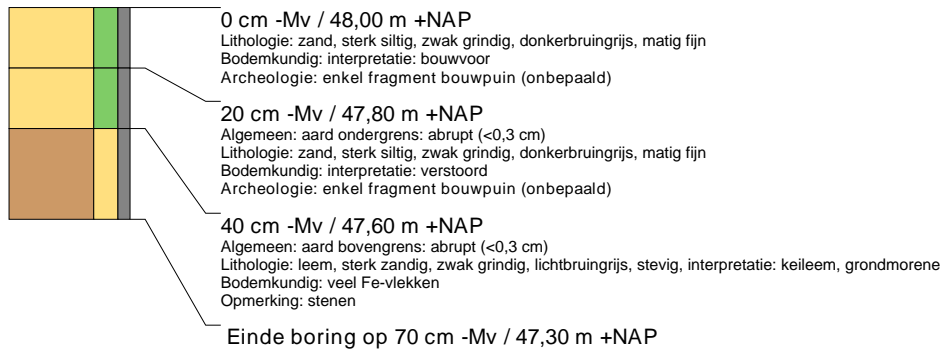 0 cm -Mv / 48,00 m +NAP
Lithologie: zand, sterk siltig, zwak grindig, donkerbruingrijs, matig fijn
Bodemkundig: interpretatie: bouwvoor
Archeologie: enkel fragment bouwpuin (onbepaald)
20 cm -Mv / 47,80 m +NAP
Algemeen: aard ondergrens: abrupt (<0,3 cm)
Lithologie: zand, sterk siltig, zwak grindig, donkerbruingrijs, matig fijn
Bodemkundig: interpretatie: verstoord
Archeologie: enkel fragment bouwpuin (onbepaald)
40 cm -Mv / 47,60 m +NAP
Algemeen: aard bovengrens: abrupt (<0,3 cm)
Lithologie: leem, sterk zandig, zwak grindig, lichtbruingrijs, stevig, interpretatie: keileem, grondmorene
Bodemkundig: veel Fe-vlekken
Opmerking: stenen
Einde boring op 70 cm -Mv / 47,30 m +NAP